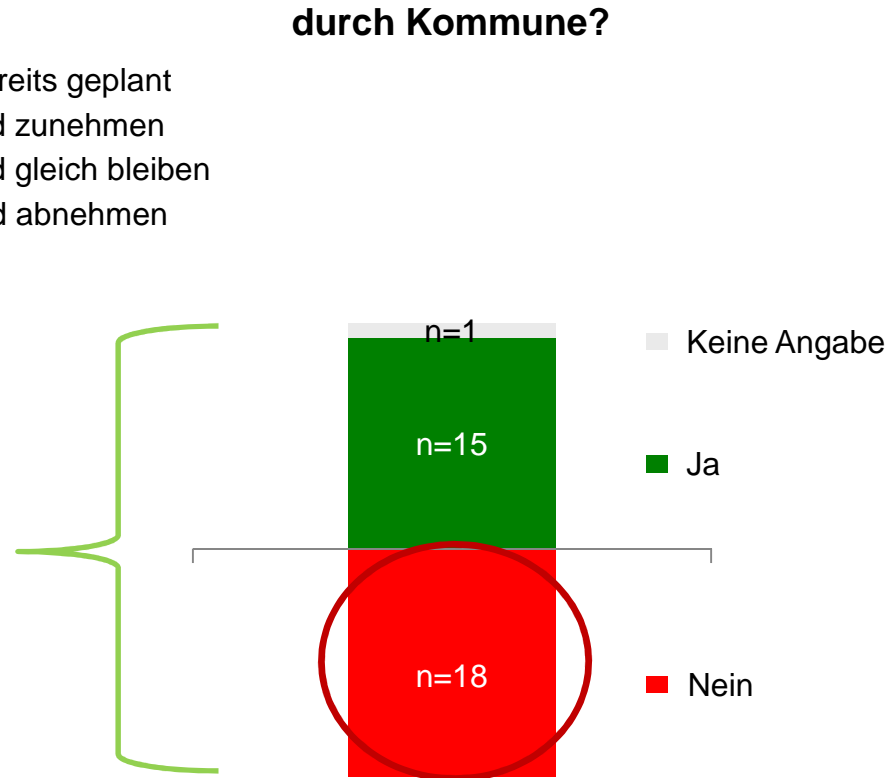 durch Kommune?
reits geplant
d zunehmen
d gleich bleiben
d abnehmen
n=1
Keine Angabe
n=15
Ja
n=18
Nein